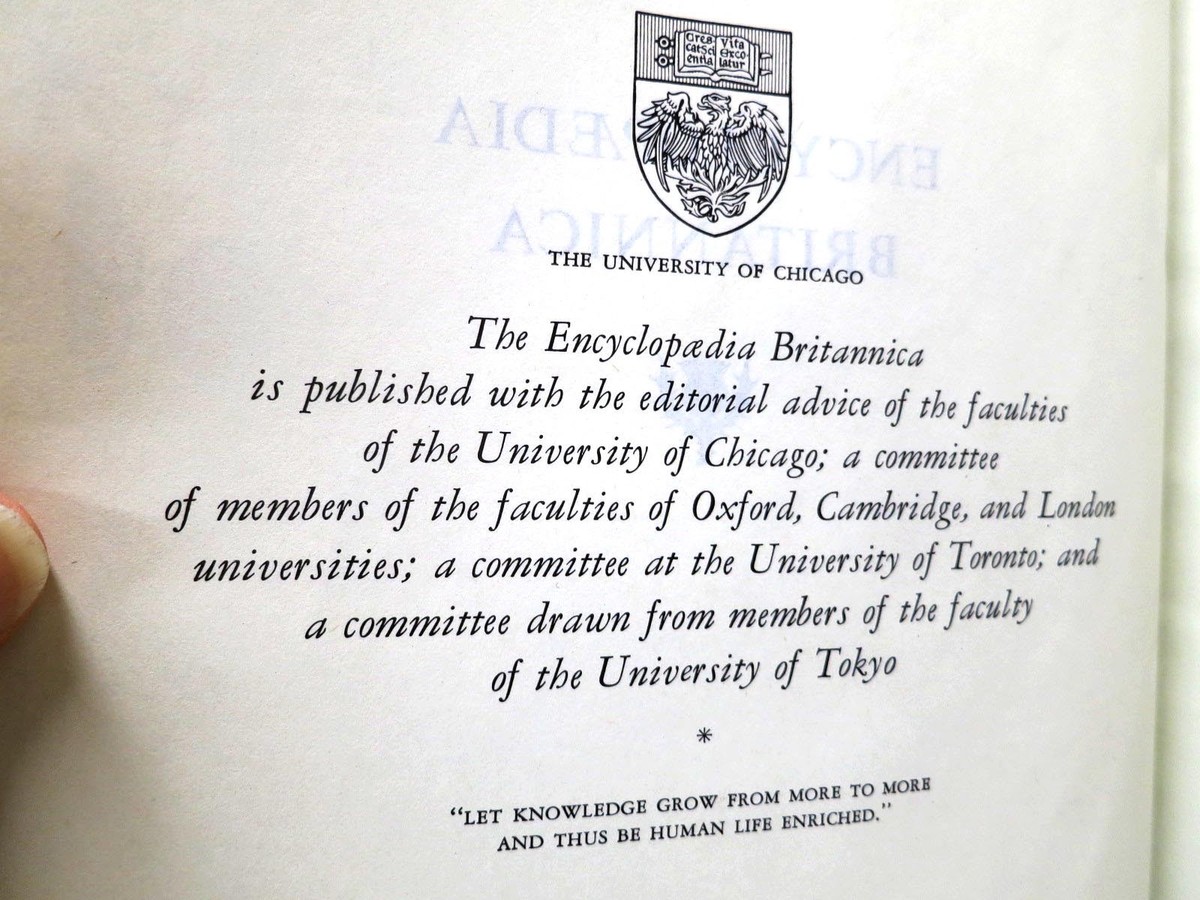 Cres Vita
catSci Exco
entia latur
THE UNIVERSITY OF CHICAGO
The Encyclopædia Britannica
is published with the editorial advice of the faculties
of the University of Chicago; a committee
of members of the faculties of Oxford, Cambridge, and London
universities; a committee at the University of Toronto; and
a committee drawn from members of the faculty
of the University of Tokyo
*
“LET KNOWLEDGE GROW FROM MORE TO MORE
AND THUS BE HUMAN LIFE ENRICHED.”